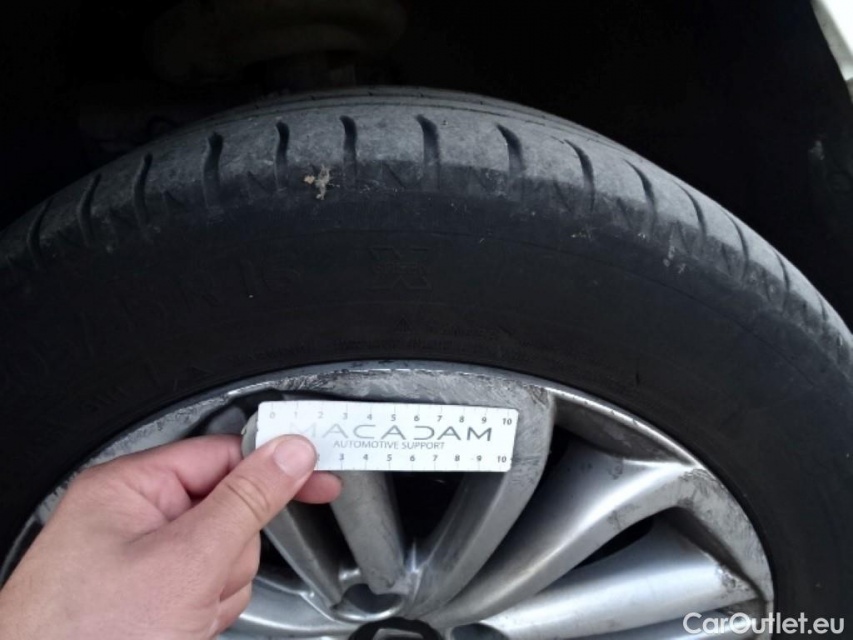 R16
0 1 2 3 4 5 6 7 8 9 10
MACADAM
AUTOMOTIVE SUPPORT
3 4 5 6 7 8 9 10
CarOutlet.eu